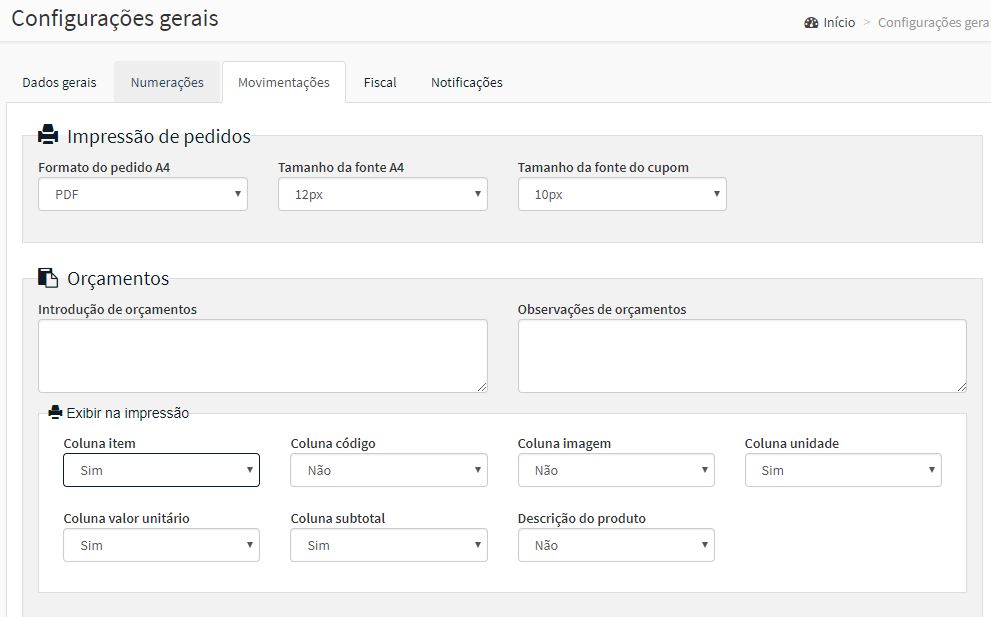 Configurações gerais
Início > Configurações gera
Dados gerais Numerações Movimentações Fiscal Notificações
Impressão de pedidos
Formato do pedido A4 Tamanho da fonte A4 Tamanho da fonte do cupom
PDF 12px 10px
Orçamentos
Introdução de orçamentos Observações de orçamentos
Exibir na impressão
Coluna item Coluna código Coluna imagem Coluna unidade
Sim Não Não Sim
Coluna valor unitário Coluna subtotal Descrição do produto
Sim Sim Não